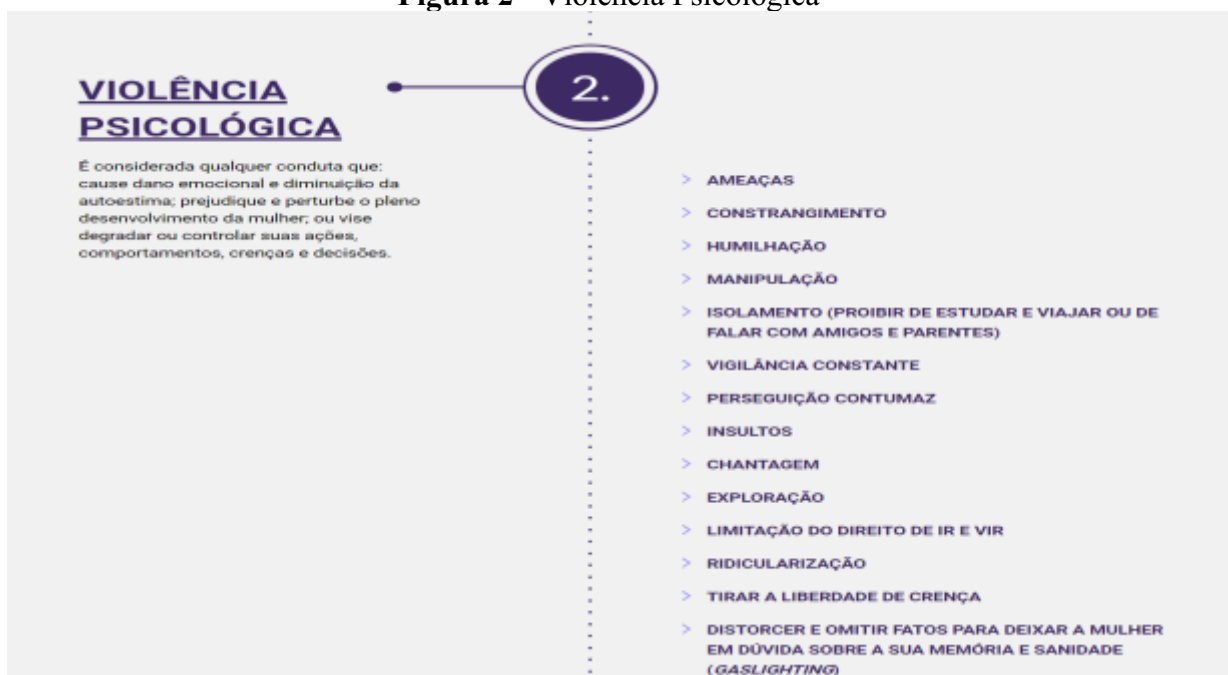 Figura 2 - Violência Psicológica
2.
VIOLÊNCIA
PSICOLÓGICA
É considerada qualquer conduta que:
cause dano emocional e diminuição da
autoestima; prejudique e perturbe o pleno
desenvolvimento da mulher; ou vise
degradar ou controlar suas ações,
comportamentos, crenças e decisões.
> AMEAÇAS
> CONSTRANGIMENTO
> HUMILHAÇÃO
> MANIPULAÇÃO
> ISOLAMENTO (PROIBIR DE ESTUDAR E VIAJAR OU DE
FALAR COM AMIGOS E PARENTES)
> VIGILÂNCIA CONSTANTE
> PERSEGUIÇÃO CONTUMAZ
> INSULTOS
> CHANTAGEM
> EXPLORAÇÃO
> LIMITAÇÃO DO DIREITO DE IR E VIR
> RIDICULARIZAÇÃO
> TIRAR A LIBERDADE DE CRENÇA
> DISTORCER E OMITIR FATOS PARA DEIXAR A MULHER
EM DÚVIDA SOBRE A SUA MEMÓRIA E SANIDADE
(GASLIGHTING)